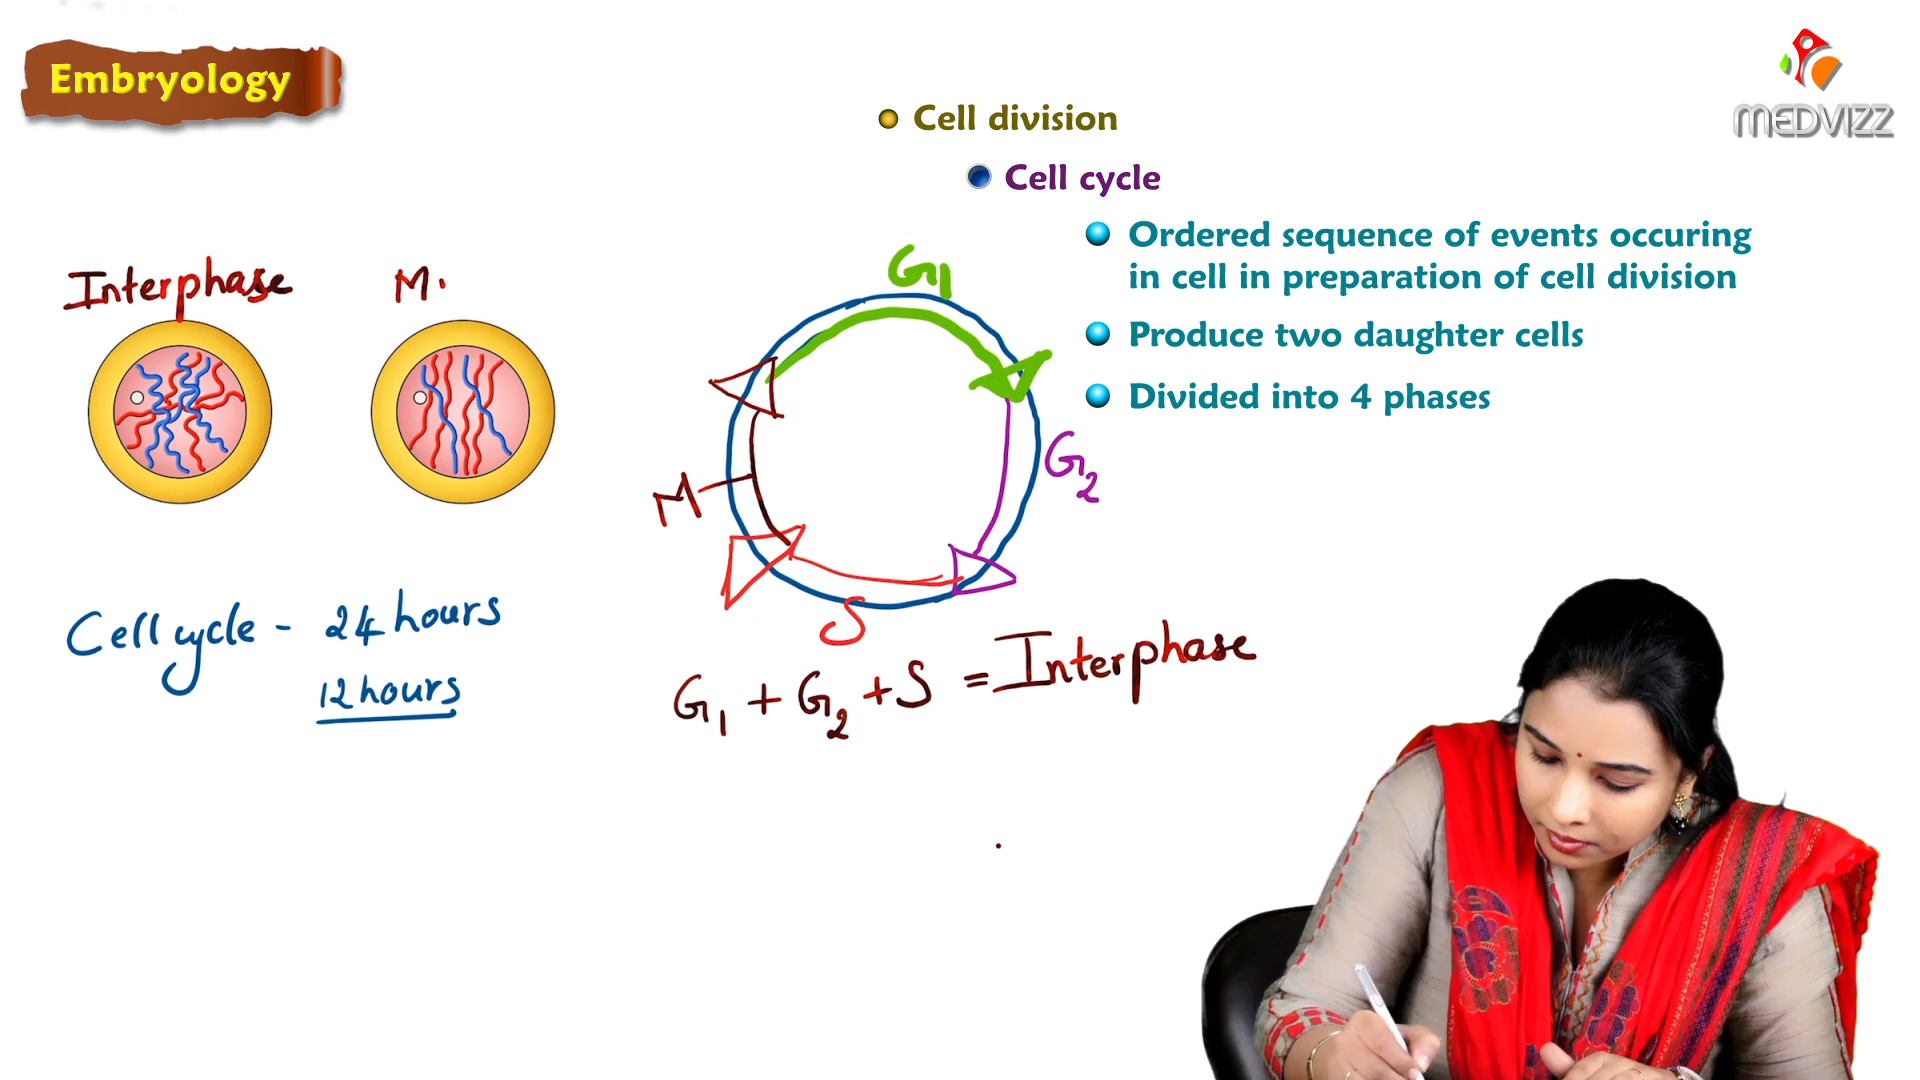 Embryology
MEDVIZZ
Cell division
Cell cycle
Ordered sequence of events occuring
in cell in preparation of cell division
Produce two daughter cells
Divided into 4 phases
Interphase
M.
G1
G2
M
S
Cell cycle - 24 hours
12 hours
G1 + G2 + S = Interphase